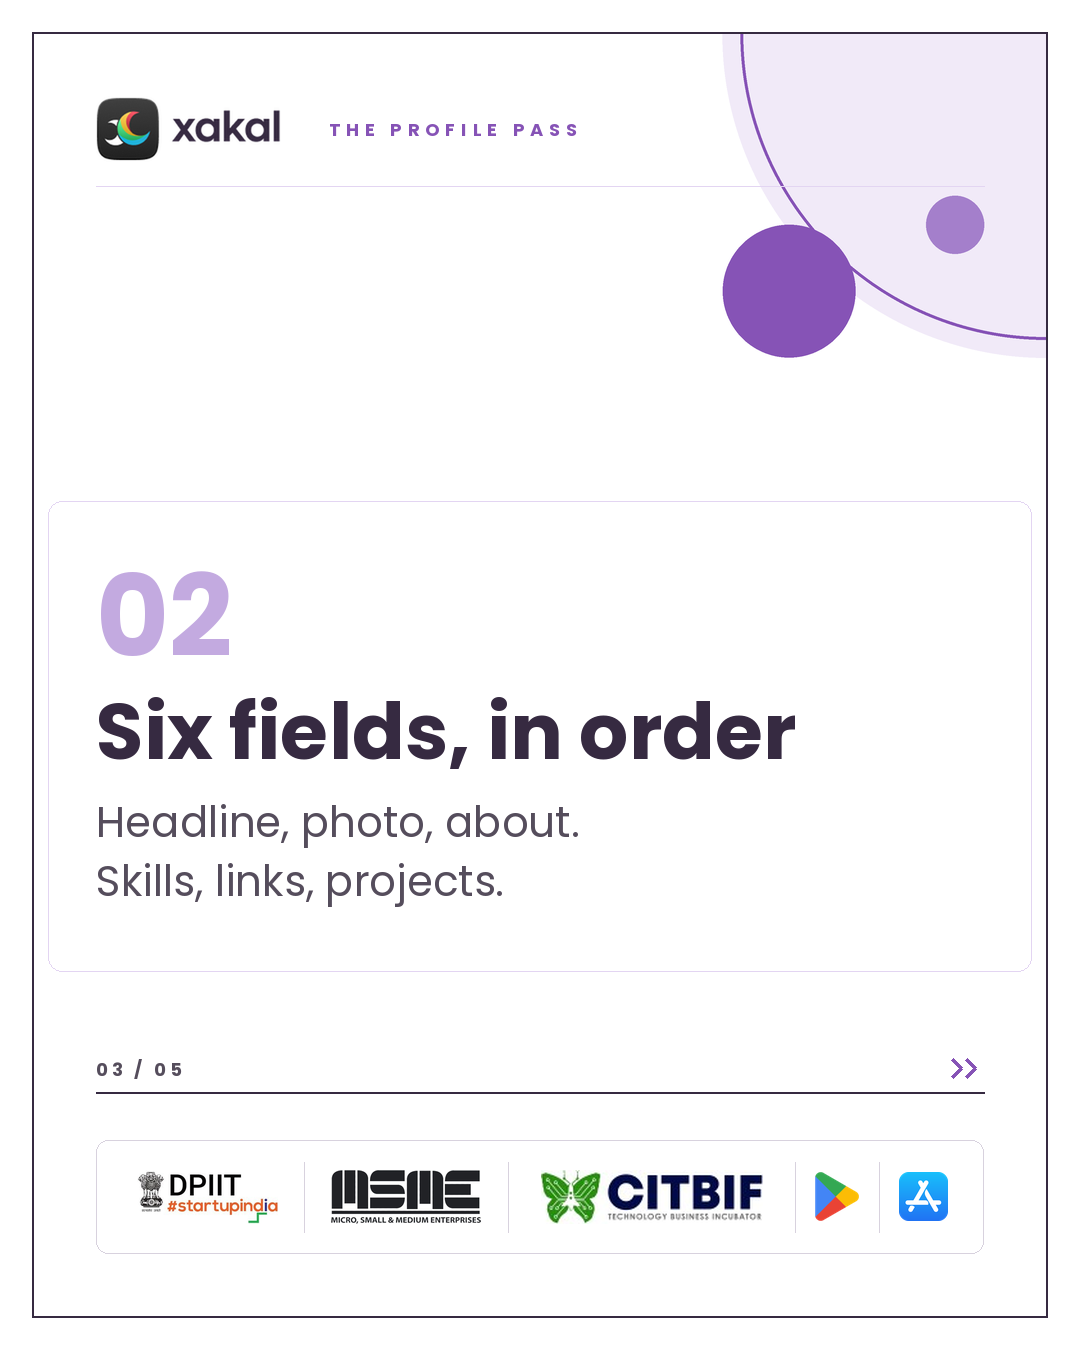 xakal
THE PROFILE PASS
02
Six fields, in order
Headline, photo, about.
Skills, links, projects.
03 / 05
DPIIT
#startupindia
MSME
MICRO, SMALL & MEDIUM ENTERPRISES
CITBIF
TECHNOLOGY BUSINESS INCUBATOR